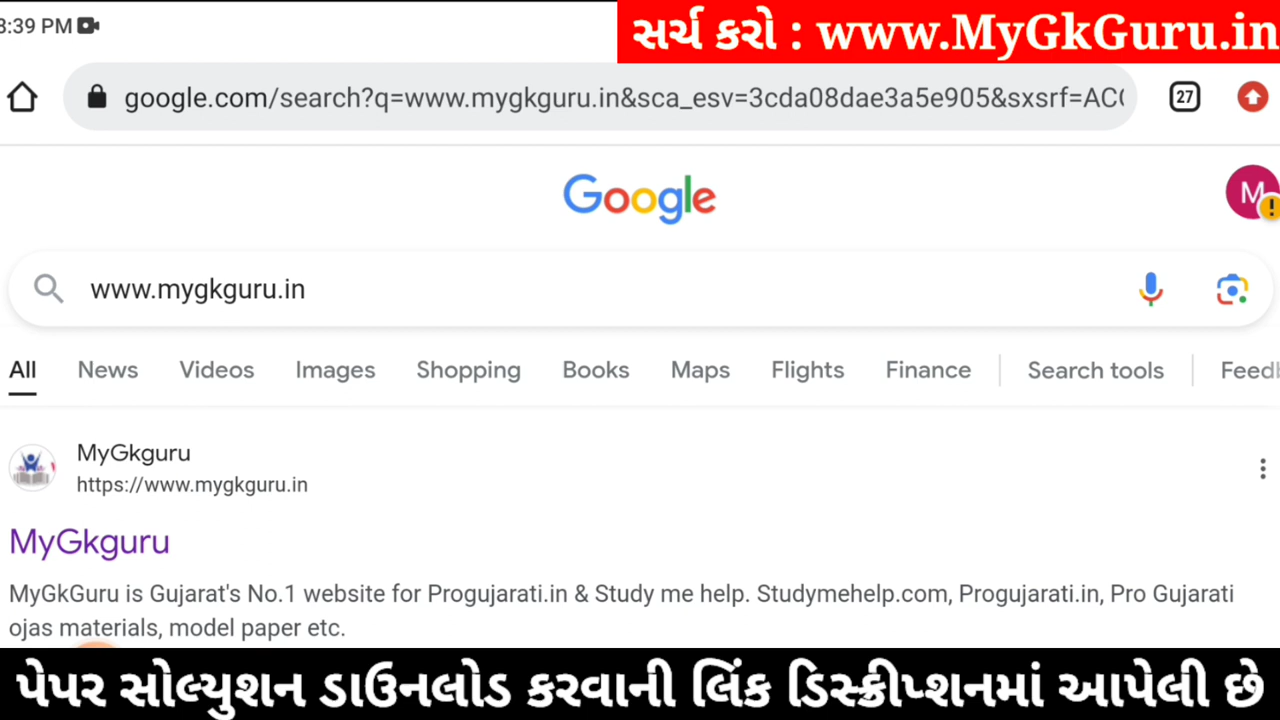 3:39 PM
સર્ચ કરો : www.MyGkGuru.in
google.com/search?q=www.mygkguru.in&sca_esv=3cda08dae3a5e905&sxsrf=AC
27
Google
M
www.mygkguru.in
All News Videos Images Shopping Books Maps Flights Finance Search tools Feedb
MyGkguru
https://www.mygkguru.in
MyGkguru
MyGkGuru is Gujarat's No.1 website for Progujarati.in & Study me help. Studymehelp.com, Progujarati.in, Pro Gujarati
ojas materials, model paper etc.
પેપર સોલ્યુશન ડાઉનલોડ કરવાની લિંક ડિસ્ક્રીપ્શનમાં આપેલી છે